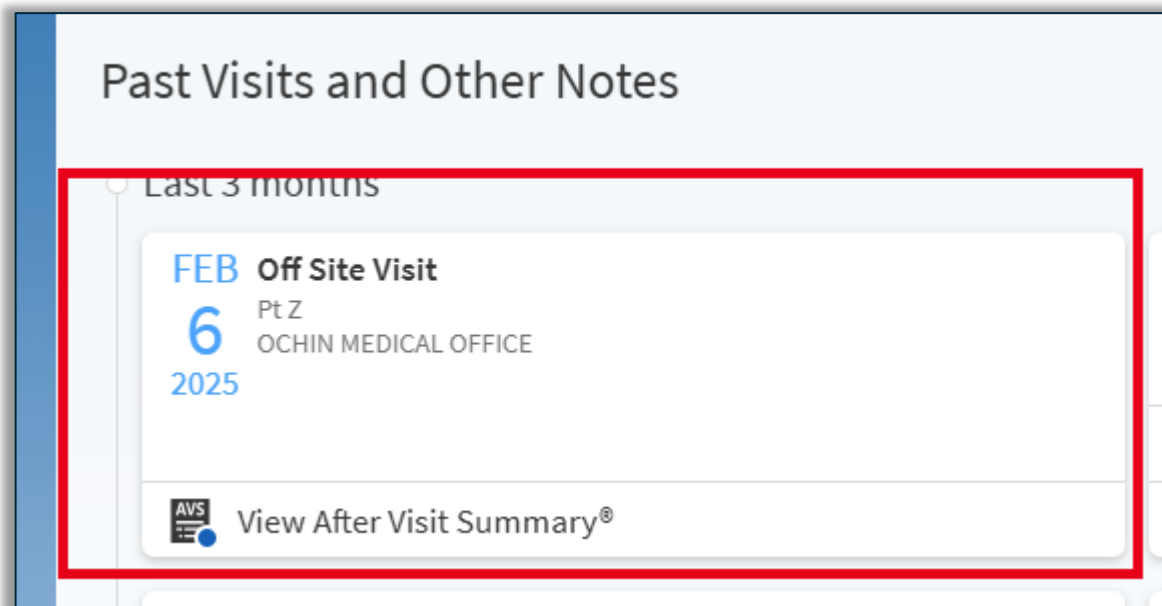 Past Visits and Other Notes
Last 3 months
FEB
6
2025
Off Site Visit
Pt Z
OCHIN MEDICAL OFFICE
AVS
View After Visit Summary®